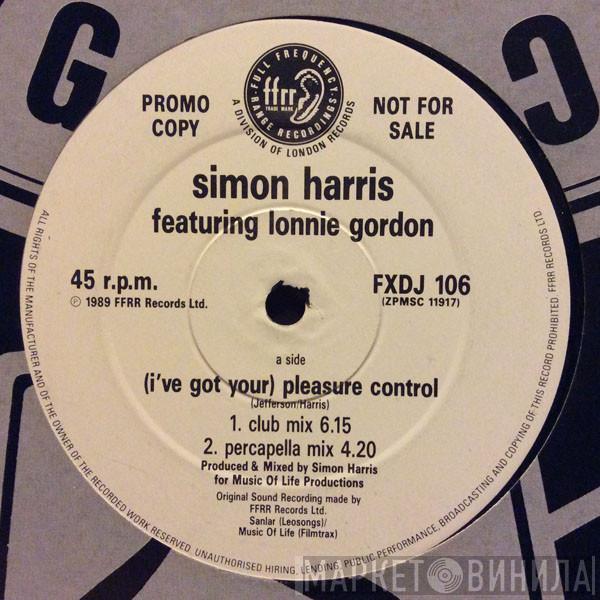 G
FULL FREQUENCY
RANGE RECORDINGS
ffrr
TRADE MARK
A DIVISION OF LONDON RECORDS
PROMO
COPY
NOT FOR
SALE
simon harris
featuring lonnie gordon
45 r.p.m.
℗ 1989 FFRR Records Ltd.
FXDJ 106
(ZPMSC 11917)
a side
(i've got your) pleasure control
(Jefferson/Harris)
1. club mix 6.15
2. percapella mix 4.20
Produced & Mixed by Simon Harris
for Music Of Life Productions
Original Sound Recording made by
FFRR Records Ltd.
Sanlar (Leosongs)/
Music Of Life (Filmtrax)
ALL RIGHTS OF THE MANUFACTURER AND OF THE OWNER OF THE RECORDED WORK RESERVED. UNAUTHORISED HIRING, LENDING, PUBLIC PERFORMANCE, BROADCASTING AND COPYING OF THIS RECORD PROHIBITED. FFRR RECORDS LTD.
МАРКЕТ ВИНИЛА